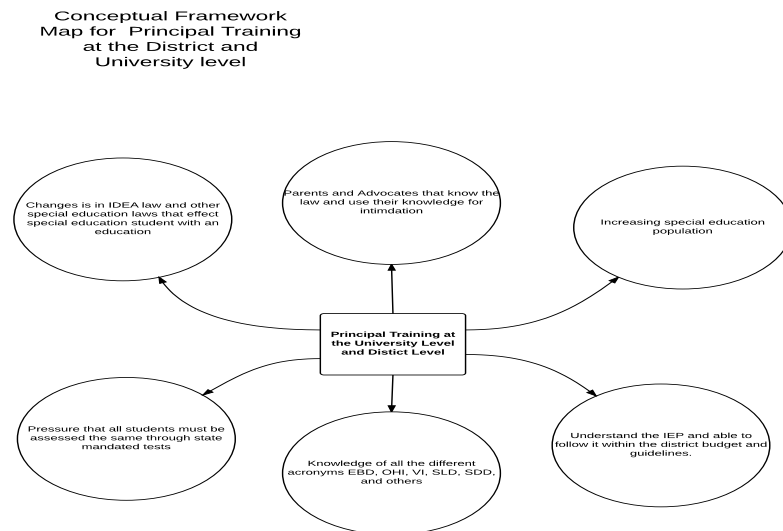 Conceptual Framework
Map for Principal Training
at the District and
University level
Parents and Advocates that know the
law and use their knowledge for
intimdation
Changes is in IDEA law and other
special education laws that effect
special education student with an
education
Increasing special education
population
Principal Training at
the University Level
and Distict Level
Pressure that all students must be
assessed the same through state
mandated tests
Knowledge of all the different
acronyms EBD, OHI, VI, SLD, SDD,
and others
Understand the IEP and able to
follow it within the district budget and
guidelines.